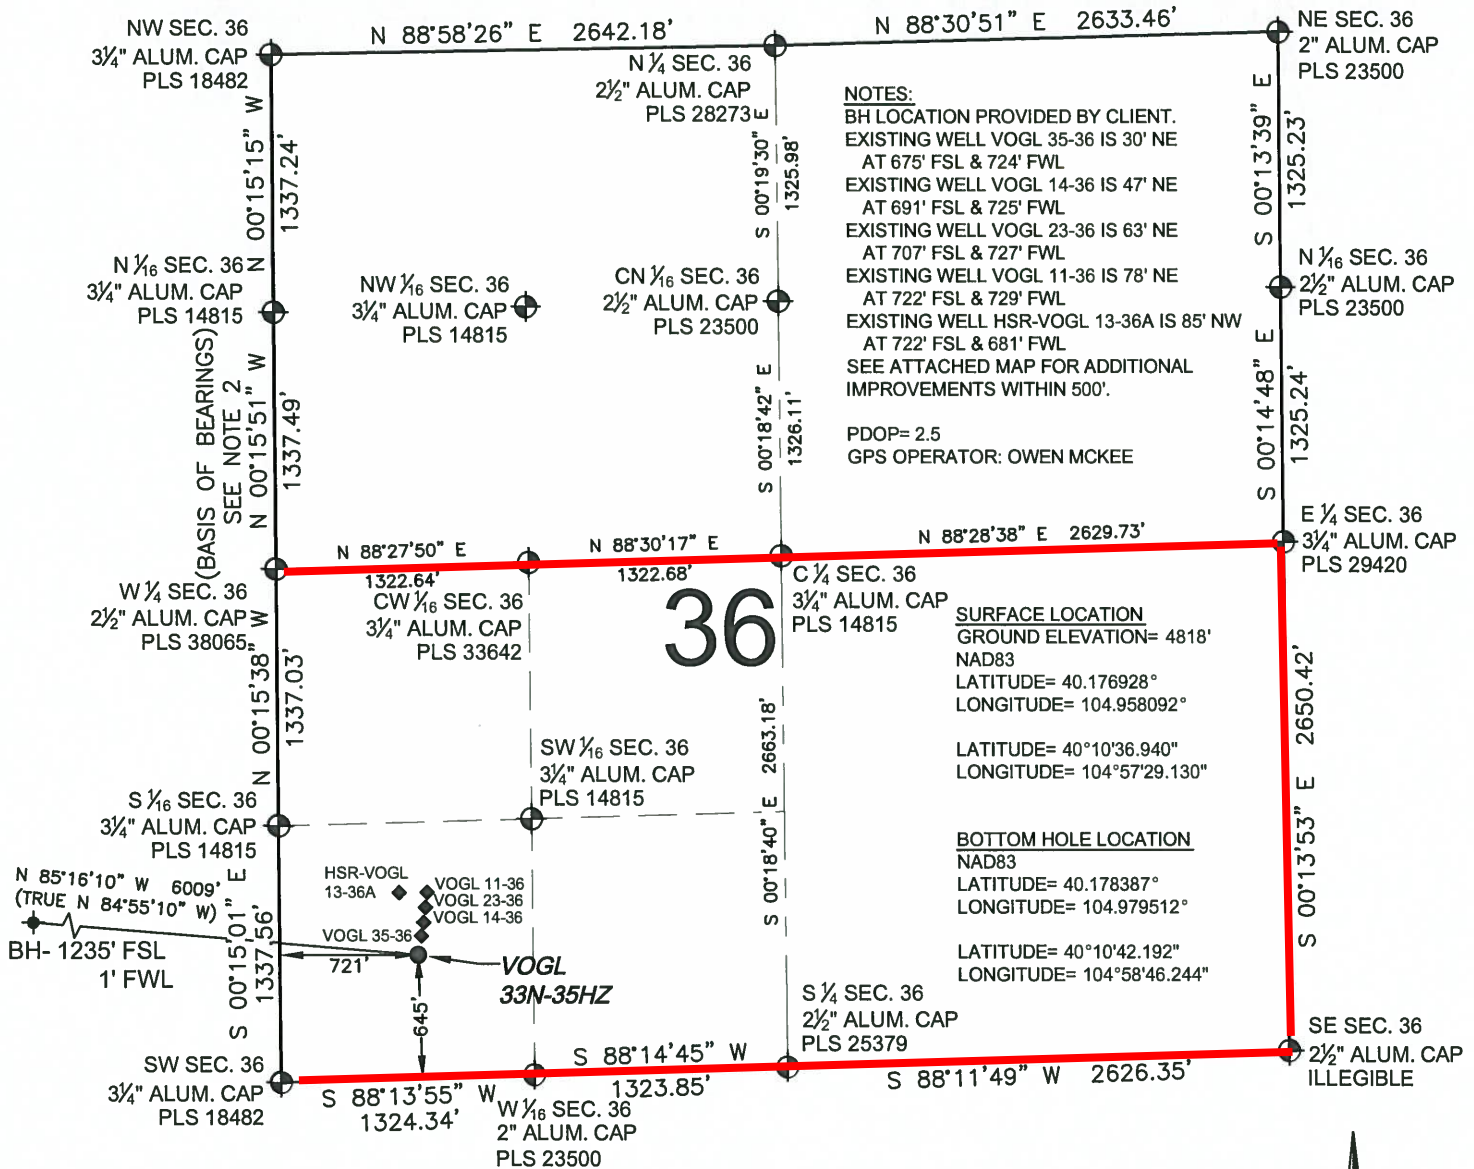 NW SEC. 36
3¼" ALUM. CAP
PLS 18482
N 88°58'26" E 2642.18'
N ¼ SEC. 36
2½" ALUM. CAP
PLS 28273
N 88°30'51" E 2633.46'
NE SEC. 36
2" ALUM. CAP
PLS 23500
N 00°15'15" W
1337.24'
S 00°19'30" E
1325.98'
S 00°13'39" E
1325.23'
NOTES:
BH LOCATION PROVIDED BY CLIENT.
EXISTING WELL VOGL 35-36 IS 30' NE
AT 675' FSL & 724' FWL
EXISTING WELL VOGL 14-36 IS 47' NE
AT 691' FSL & 725' FWL
EXISTING WELL VOGL 23-36 IS 63' NE
AT 707' FSL & 727' FWL
EXISTING WELL VOGL 11-36 IS 78' NE
AT 722' FSL & 729' FWL
EXISTING WELL HSR-VOGL 13-36A IS 85' NW
AT 722' FSL & 681' FWL
SEE ATTACHED MAP FOR ADDITIONAL
IMPROVEMENTS WITHIN 500'.
PDOP= 2.5
GPS OPERATOR: OWEN MCKEE
N 1⁄16 SEC. 36
3¼" ALUM. CAP
PLS 14815
NW 1⁄16 SEC. 36
3¼" ALUM. CAP
PLS 14815
CN 1⁄16 SEC. 36
2½" ALUM. CAP
PLS 23500
N 1⁄16 SEC. 36
2½" ALUM. CAP
PLS 23500
(BASIS OF BEARINGS)
SEE NOTE 2
N 00°15'51" W
1337.49'
S 00°18'42" E
1326.11'
S 00°14'48" E
1325.24'
W ¼ SEC. 36
2½" ALUM. CAP
PLS 38065
N 88°27'50" E
1322.64'
CW 1⁄16 SEC. 36
3¼" ALUM. CAP
PLS 33642
N 88°30'17" E
1322.68'
36
C ¼ SEC. 36
3¼" ALUM. CAP
PLS 14815
N 88°28'38" E 2629.73'
E ¼ SEC. 36
3¼" ALUM. CAP
PLS 29420
N 00°15'38" W
1337.03'
S 00°18'40" E 2663.18'
S 00°13'53" E 2650.42'
SURFACE LOCATION
GROUND ELEVATION= 4818'
NAD83
LATITUDE= 40.176928°
LONGITUDE= 104.958092°
LATITUDE= 40°10'36.940"
LONGITUDE= 104°57'29.130"
BOTTOM HOLE LOCATION
NAD83
LATITUDE= 40.178387°
LONGITUDE= 104.979512°
LATITUDE= 40°10'42.192"
LONGITUDE= 104°58'46.244"
SW 1⁄16 SEC. 36
3¼" ALUM. CAP
PLS 14815
S 1⁄16 SEC. 36
3¼" ALUM. CAP
PLS 14815
N 85°16'10" W 6009'
(TRUE N 84°55'10" W)
BH- 1235' FSL
1' FWL
S 00°15'01" E
1337.56'
HSR-VOGL
13-36A
VOGL 11-36
VOGL 23-36
VOGL 14-36
VOGL 35-36
721'
645'
VOGL
33N-35HZ
SW SEC. 36
3¼" ALUM. CAP
PLS 18482
S 88°13'55" W
1324.34'
W 1⁄16 SEC. 36
2" ALUM. CAP
PLS 23500
S 88°14'45" W
1323.85'
S ¼ SEC. 36
2½" ALUM. CAP
PLS 25379
S 88°11'49" W 2626.35'
SE SEC. 36
2½" ALUM. CAP
ILLEGIBLE